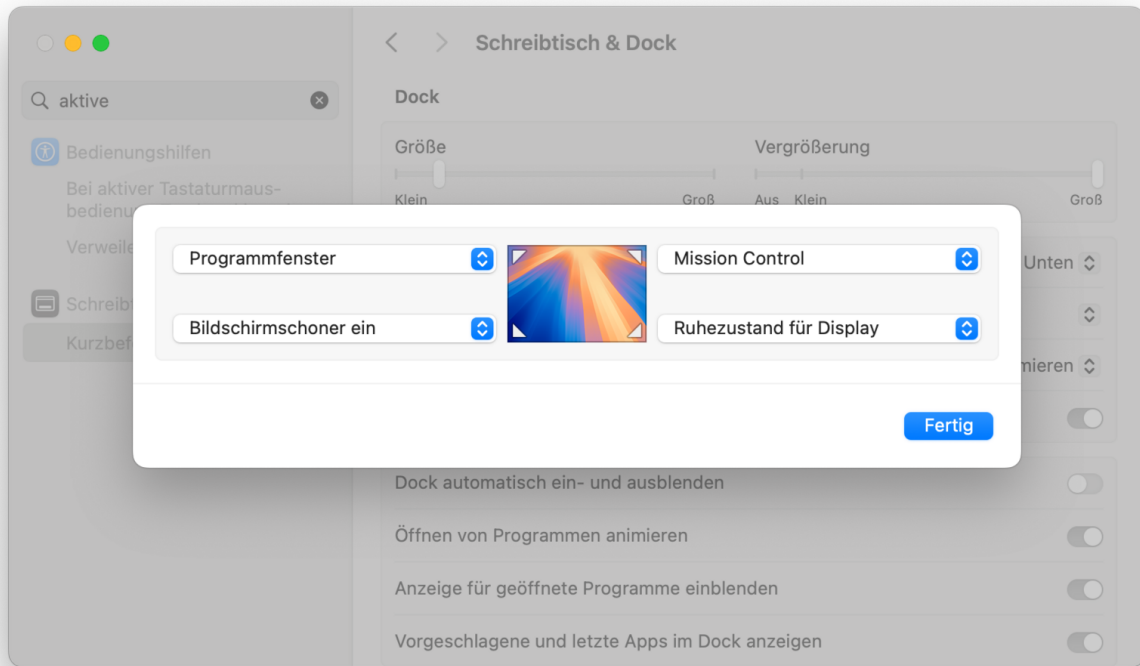 Schreibtisch & Dock
aktive
Bedienungshilfen
Bei aktiver Tastaturmaus-
Verweile
Kurzbef
Dock
Größe
Vergrößerung
Klein
Groß
Aus
Klein
Groß
Unten
Programmfenster
Mission Control
Bildschirmschoner ein
Ruhezustand für Display
Fertig
Dock automatisch ein- und ausblenden
Öffnen von Programmen animieren
Anzeige für geöffnete Programme einblenden
Vorgeschlagene und letzte Apps im Dock anzeigen